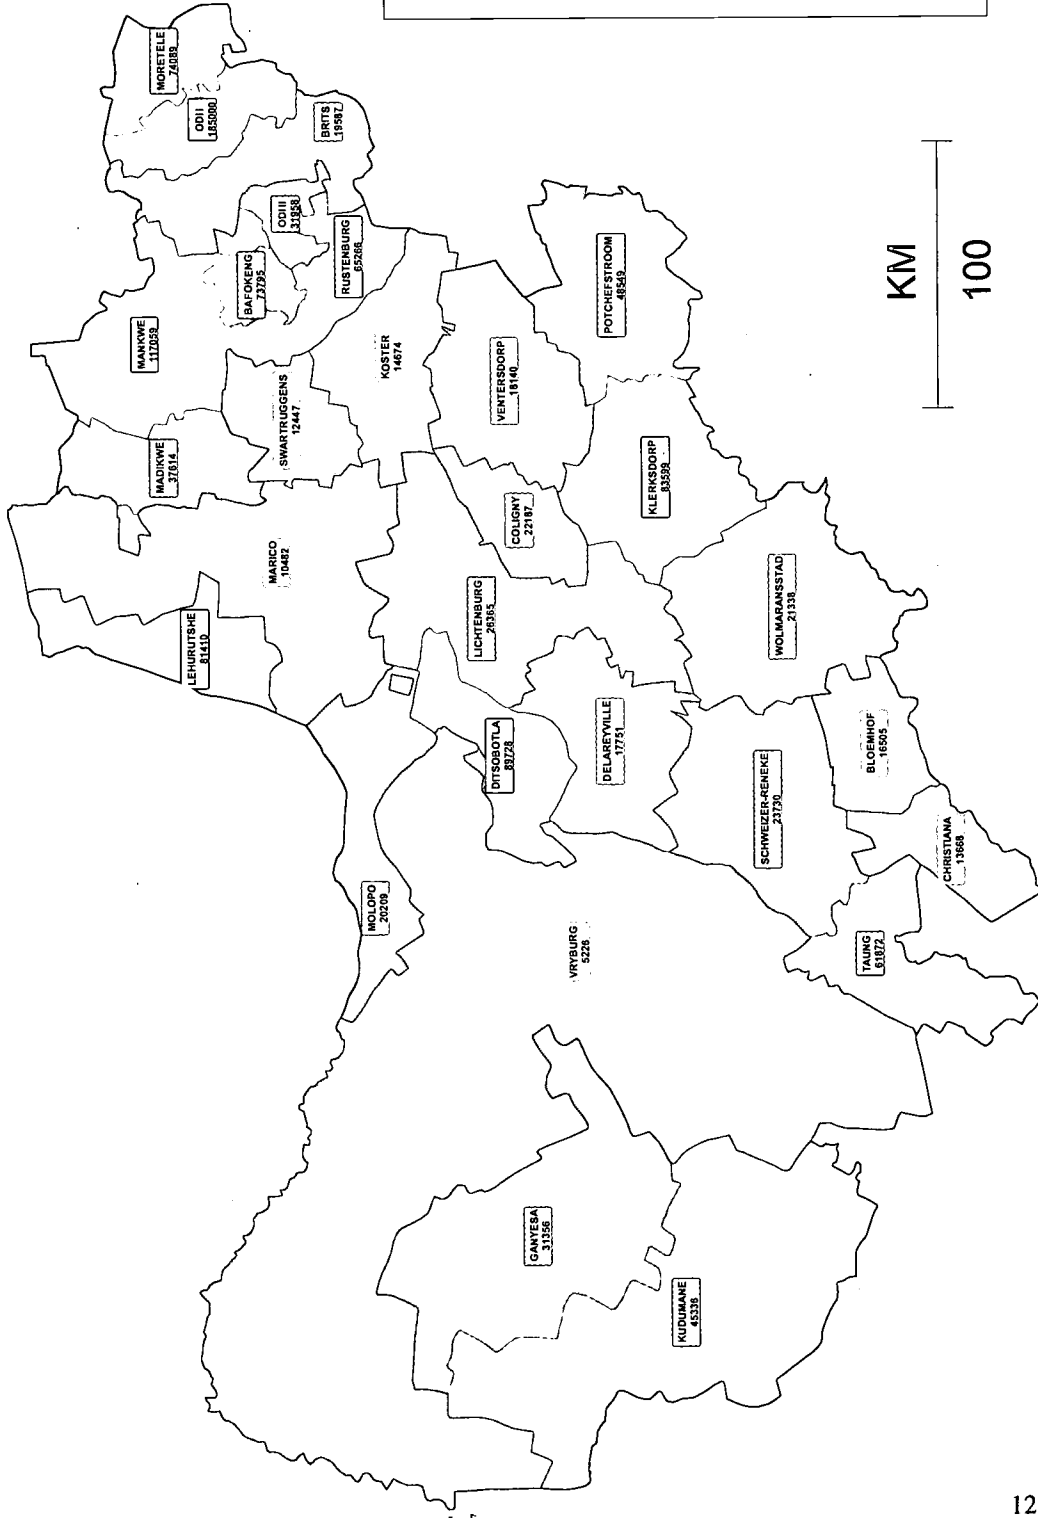 MORETELE
74089
ODI I
185000
BRITS
19587
ODI II
31958
BAFOKENG
73795
RUSTENBURG
65266
MANKWE
117059
KOSTER
14674
SWARTRUGGENS
12447
MADIKWE
37614
VENTERSDORP
18140
POTCHEFSTROOM
48549
KLERKSDORP
83599
COLIGNY
22187
MARICO
10482
LEHURUTSHE
81410
LICHTENBURG
26365
WOLMARANSSTAD
21338
DITSOBOTLA
89728
DELAREYVILLE
17751
BLOEMHOF
16505
SCHWEIZER-RENEKE
23730
CHRISTIANA
13668
MOLOPO
20209
VRYBURG
5226
TAUNG
61872
GANYESA
31356
KUDUMANE
45336
KM
100
12